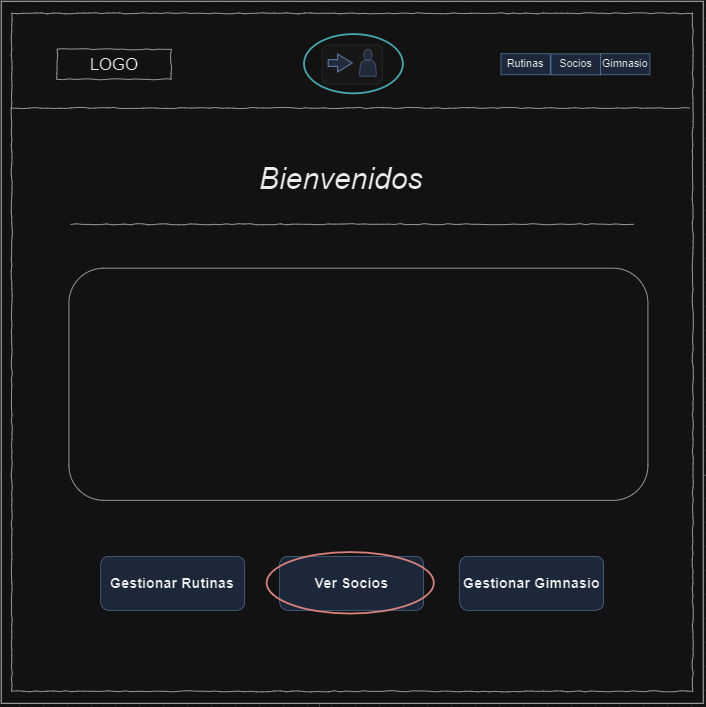 LOGO
Rutinas Socios Gimnasio
Bienvenidos
Gestionar Rutinas Ver Socios Gestionar Gimnasio